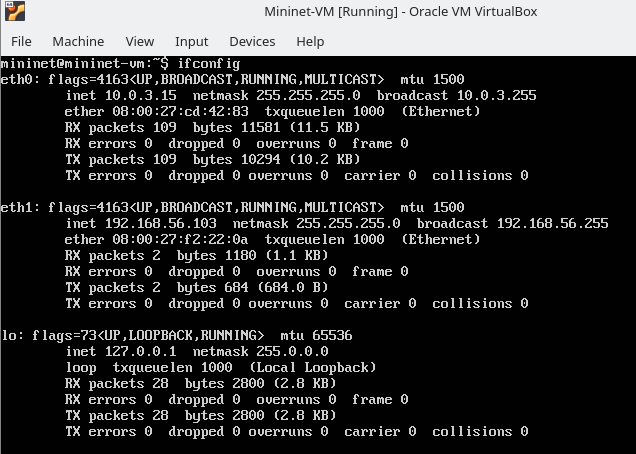 Mininet-VM [Running] - Oracle VM VirtualBox
File Machine View Input Devices Help
mininet@mininet-vm:~$ ifconfig
eth0: flags=4163<UP,BROADCAST,RUNNING,MULTICAST>  mtu 1500
        inet 10.0.3.15  netmask 255.255.255.0  broadcast 10.0.3.255
        ether 08:00:27:cd:42:83  txqueuelen 1000  (Ethernet)
        RX packets 109  bytes 11581 (11.5 KB)
        RX errors 0  dropped 0  overruns 0  frame 0
        TX packets 109  bytes 10294 (10.2 KB)
        TX errors 0  dropped 0 overruns 0  carrier 0  collisions 0
eth1: flags=4163<UP,BROADCAST,RUNNING,MULTICAST>  mtu 1500
        inet 192.168.56.103  netmask 255.255.255.0  broadcast 192.168.56.255
        ether 08:00:27:f2:22:0a  txqueuelen 1000  (Ethernet)
        RX packets 2  bytes 1180 (1.1 KB)
        RX errors 0  dropped 0  overruns 0  frame 0
        TX packets 2  bytes 684 (684.0 B)
        TX errors 0  dropped 0 overruns 0  carrier 0  collisions 0
lo: flags=73<UP,LOOPBACK,RUNNING>  mtu 65536
        inet 127.0.0.1  netmask 255.0.0.0
        loop  txqueuelen 1000  (Local Loopback)
        RX packets 28  bytes 2800 (2.8 KB)
        RX errors 0  dropped 0  overruns 0  frame 0
        TX packets 28  bytes 2800 (2.8 KB)
        TX errors 0  dropped 0 overruns 0  carrier 0  collisions 0